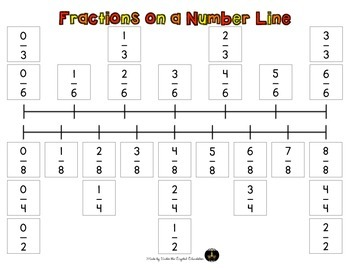 Fractions on a Number Line
0/3 1/3 2/3 3/3
0/6 1/6 2/6 3/6 4/6 5/6 6/6
0/8 1/8 2/8 3/8 4/8 5/8 6/8 7/8 8/8
0/4 1/4 2/4 3/4 4/4
0/2 1/2 2/2
Made by